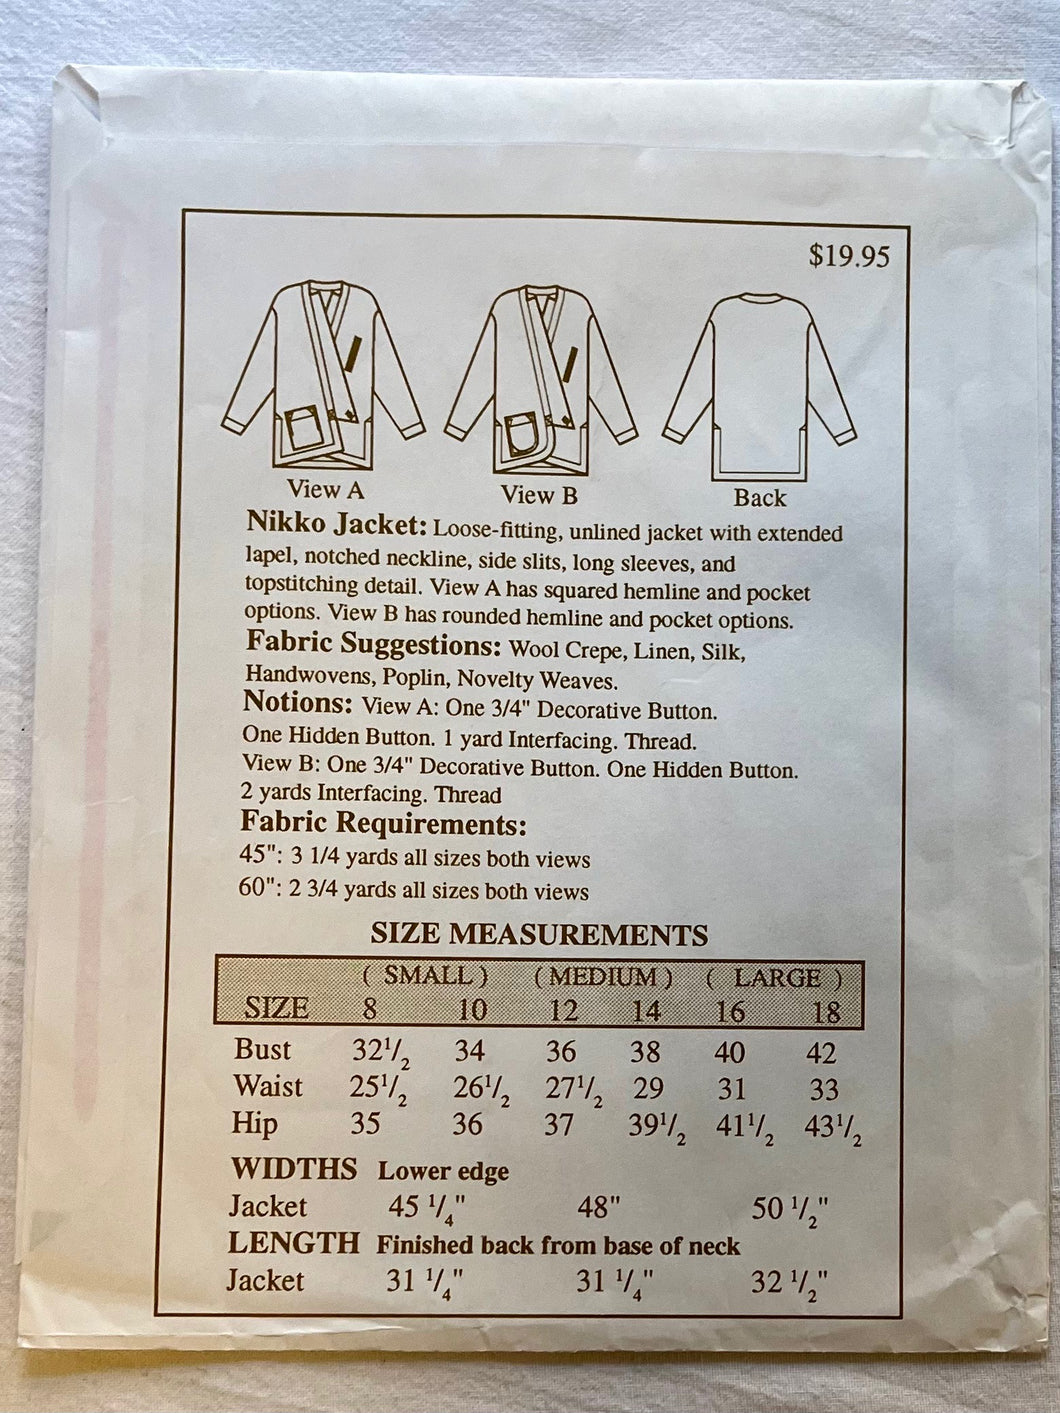 $19.95
View A View B Back
Nikko Jacket: Loose-fitting, unlined jacket with extended
lapel, notched neckline, side slits, long sleeves, and
topstitching detail. View A has squared hemline and pocket
options. View B has rounded hemline and pocket options.
Fabric Suggestions: Wool Crepe, Linen, Silk,
Handwovens, Poplin, Novelty Weaves.
Notions: View A: One 3/4" Decorative Button.
One Hidden Button. 1 yard Interfacing. Thread.
View B: One 3/4" Decorative Button. One Hidden Button.
2 yards Interfacing. Thread
Fabric Requirements:
45": 3 1/4 yards all sizes both views
60": 2 3/4 yards all sizes both views
SIZE MEASUREMENTS
( SMALL ) ( MEDIUM ) ( LARGE )
SIZE 8 10 12 14 16 18
Bust 32 1/2 34 36 38 40 42
Waist 25 1/2 26 1/2 27 1/2 29 31 33
Hip 35 36 37 39 1/2 41 1/2 43 1/2
WIDTHS Lower edge
Jacket 45 1/4" 48" 50 1/2"
LENGTH Finished back from base of neck
Jacket 31 1/4" 31 1/4" 32 1/2"